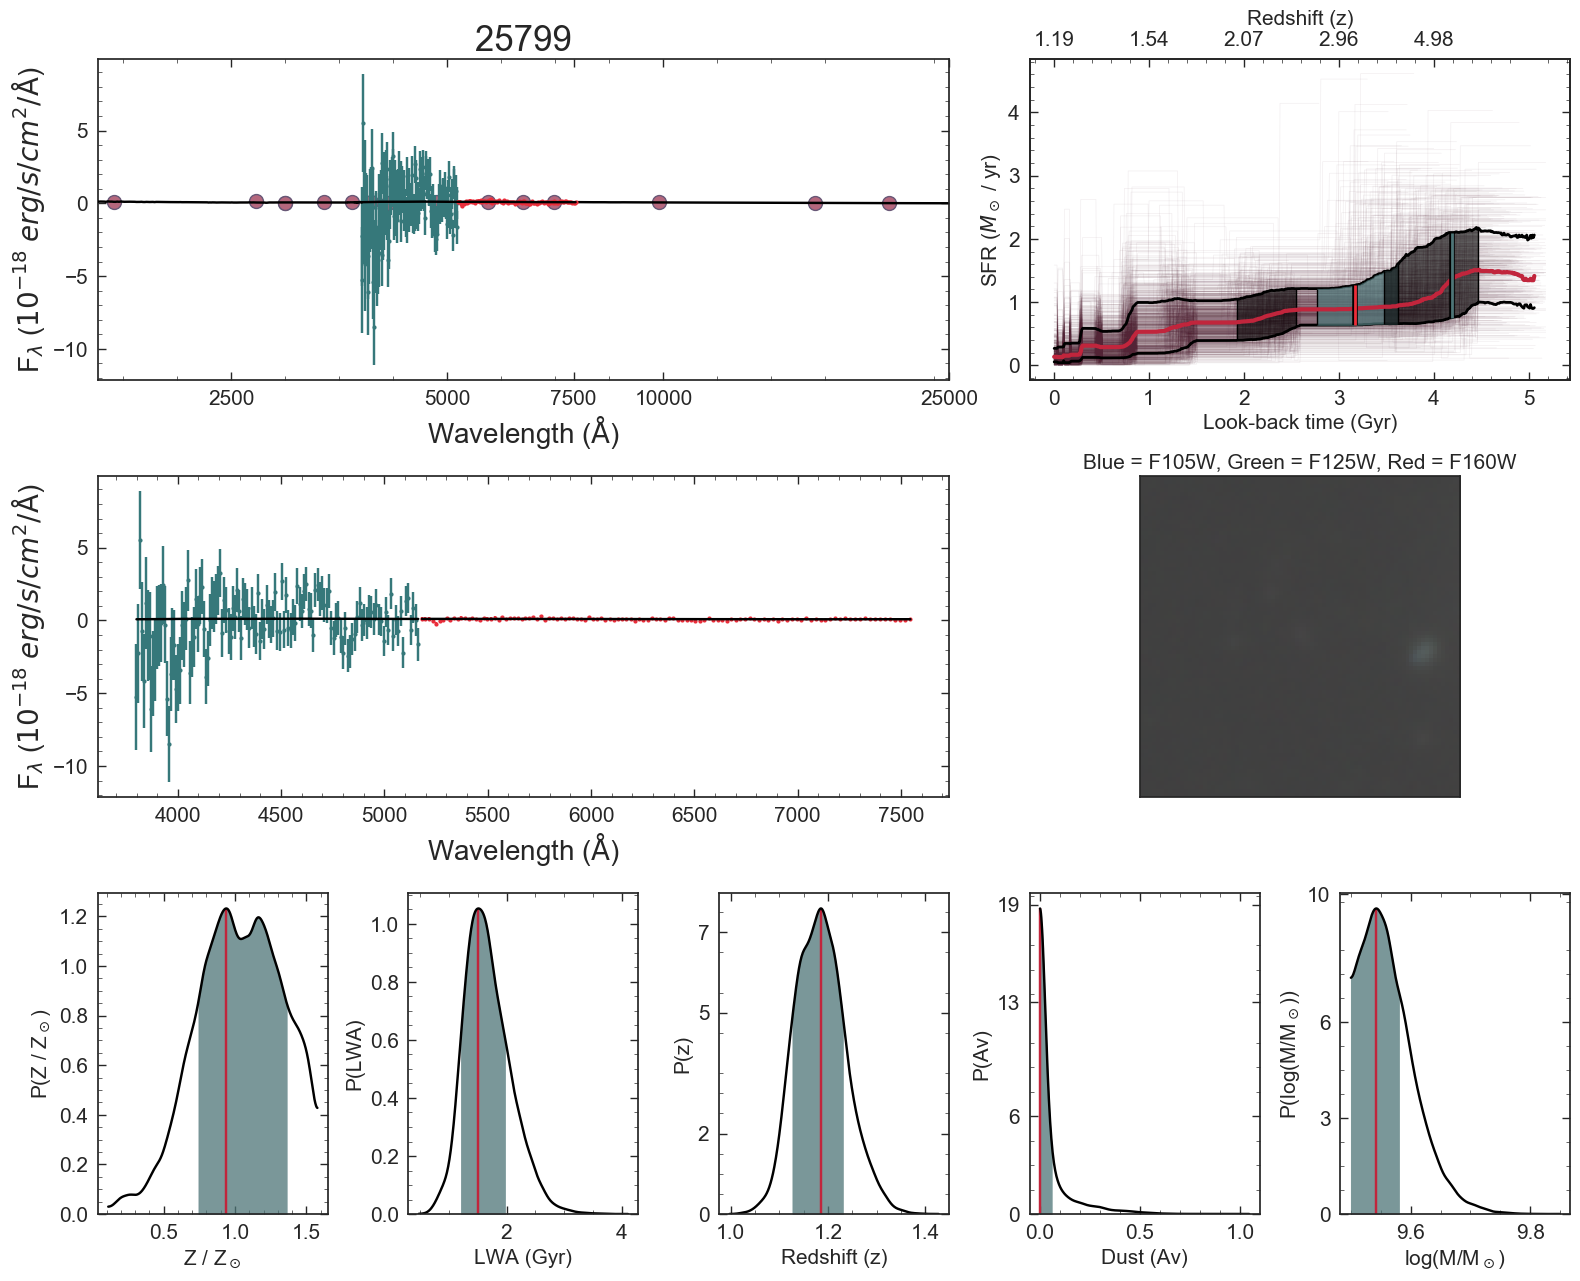 25799
F_λ (10^−18 erg/s/cm^2/Å)
5
0
−5
−10
2500 5000 7500 10000 25000
Wavelength (Å)
Redshift (z)
1.19 1.54 2.07 2.96 4.98
SFR (M_⊙ / yr)
4
3
2
1
0
0 1 2 3 4 5
Look-back time (Gyr)
F_λ (10^−18 erg/s/cm^2/Å)
5
0
−5
−10
4000 4500 5000 5500 6000 6500 7000 7500
Wavelength (Å)
Blue = F105W, Green = F125W, Red = F160W
P(Z / Z_⊙)
1.2
1.0
0.8
0.6
0.4
0.2
0.0
0.5 1.0 1.5
Z / Z_⊙
P(LWA)
1.0
0.8
0.6
0.4
0.2
0.0
2 4
LWA (Gyr)
P(z)
7
5
2
0
1.0 1.2 1.4
Redshift (z)
P(Av)
19
13
6
0
0.0 0.5 1.0
Dust (Av)
P(log(M/M_⊙))
10
6
3
0
9.6 9.8
log(M/M_⊙)